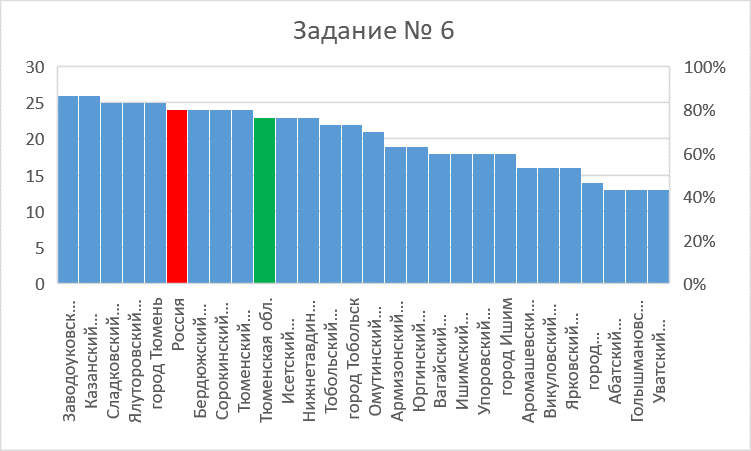 Задание № 6
30
25
20
15
10
5
0
100%
80%
60%
40%
20%
0%
Заводоуковск…
Казанский…
Сладковский…
Ялуторовский…
город Тюмень
Россия
Бердюжский…
Сорокинский…
Тюменский…
Тюменская обл.
Исетский…
Нижнетавдин…
Тобольский…
город Тобольск
Омутинский…
Армизонский…
Юргинский…
Вагайский…
Ишимский…
Упоровский…
город Ишим
Аромашевски…
Викуловский…
Ярковский…
город…
Абатский…
Голышмановс…
Уватский…